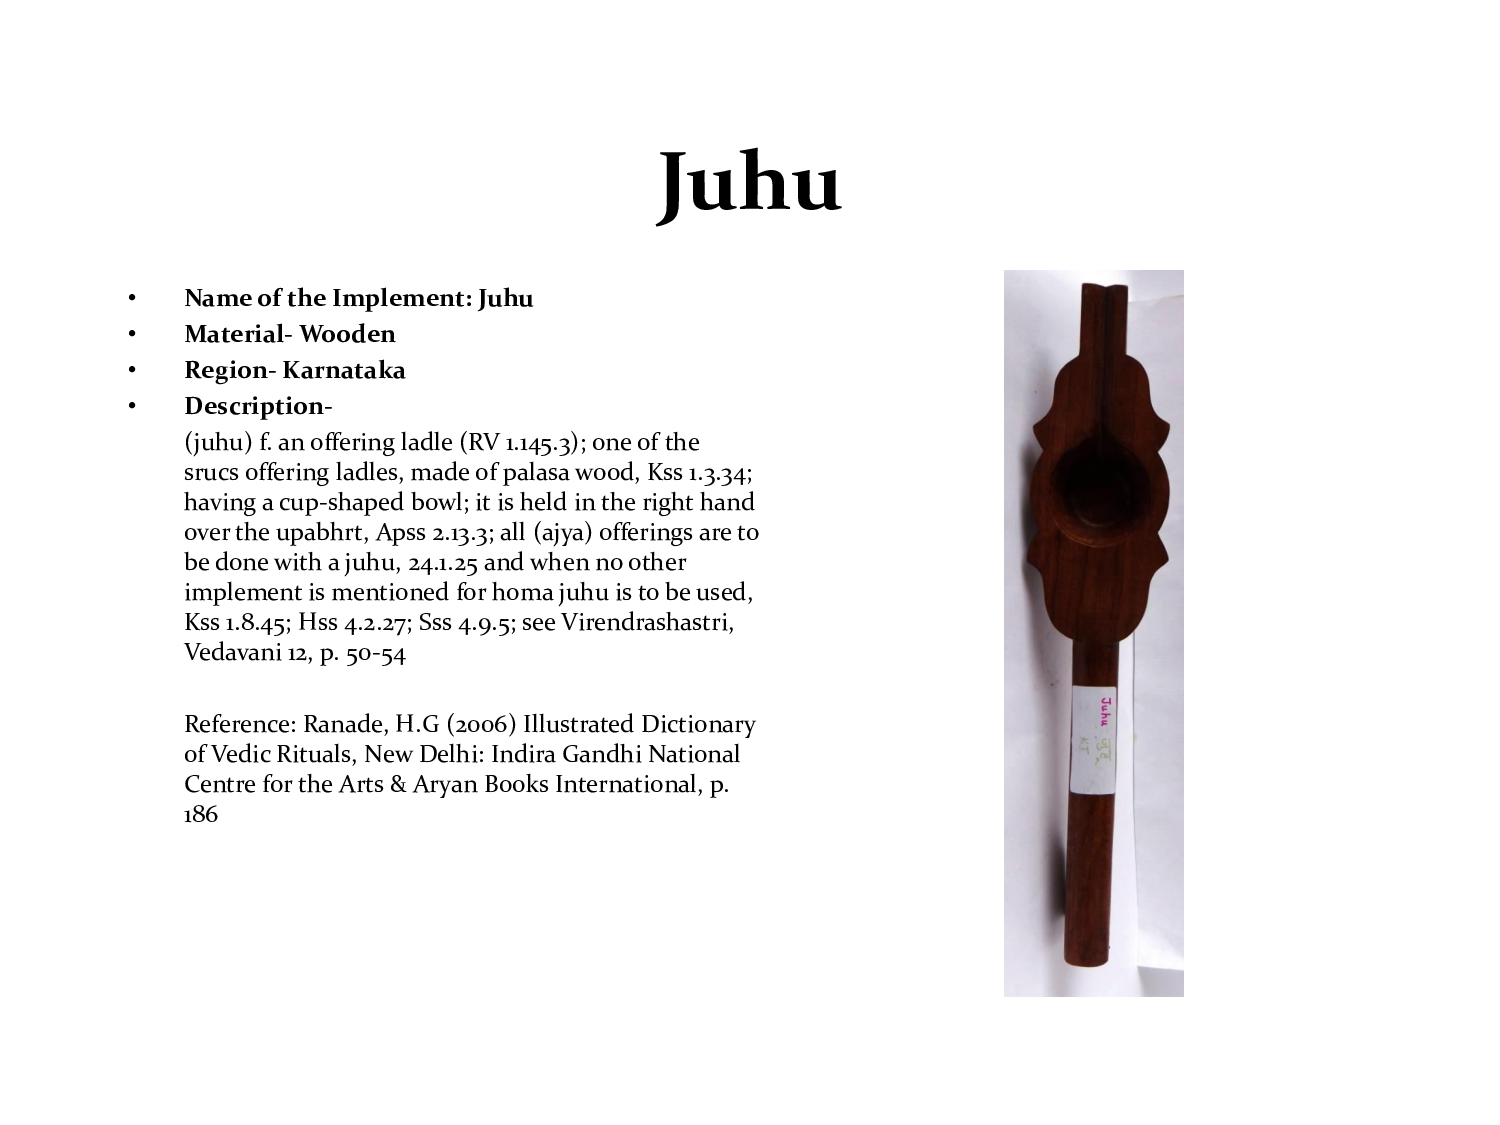 Juhu
• Name of the Implement: Juhu
• Material- Wooden
• Region- Karnataka
• Description-
(juhu) f. an offering ladle (RV 1.145.3); one of the
srucs offering ladles, made of palasa wood, Kss 1.3.34;
having a cup-shaped bowl; it is held in the right hand
over the upabhrt, Apss 2.13.3; all (ajya) offerings are to
be done with a juhu, 24.1.25 and when no other
implement is mentioned for homa juhu is to be used,
Kss 1.8.45; Hss 4.2.27; Sss 4.9.5; see Virendrashastri,
Vedavani 12, p. 50-54
Reference: Ranade, H.G (2006) Illustrated Dictionary
of Vedic Rituals, New Delhi: Indira Gandhi National
Centre for the Arts & Aryan Books International, p.
186
Juhu